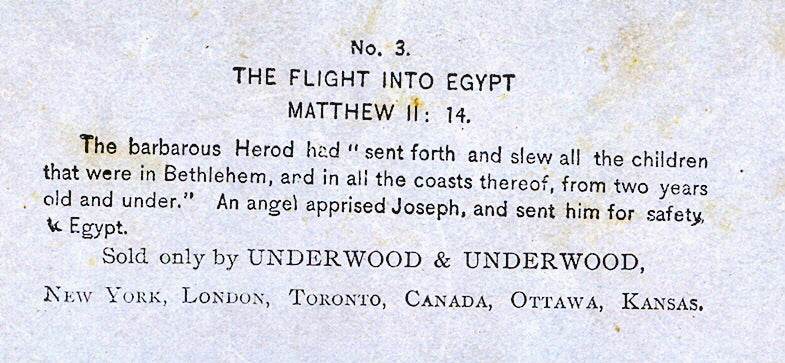 No. 3.
THE FLIGHT INTO EGYPT
MATTHEW II: 14.
The barbarous Herod had "sent forth and slew all the children
that were in Bethlehem, and in all the coasts thereof, from two years
old and under." An angel apprised Joseph, and sent him for safety,
Egypt.
Sold only by UNDERWOOD & UNDERWOOD,
NEW YORK, LONDON, TORONTO, CANADA, OTTAWA, KANSAS.